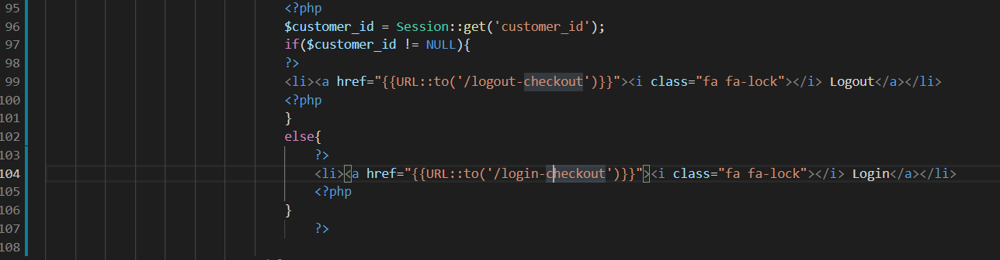 95 <?php
96 $customer_id = Session::get('customer_id');
97 if($customer_id != NULL){
98 ?>
99 <li><a href="{{URL::to('/logout-checkout')}}"><i class="fa fa-lock"></i> Logout</a></li>
100 <?php
101 }
102 else{
103 ?>
104 <li><a href="{{URL::to('/login-checkout')}}"><i class="fa fa-lock"></i> Login</a></li>
105 <?php
106 }
107 ?>
108